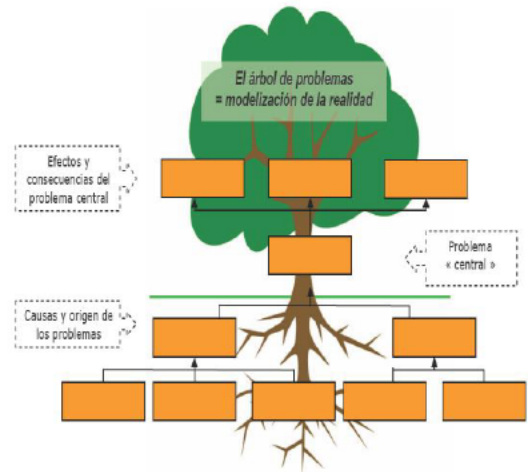 El árbol de problemas
= modelización de la realidad
Efectos y
consecuencias del
problema central
Problema
« central »
Causas y origen de
los problemas